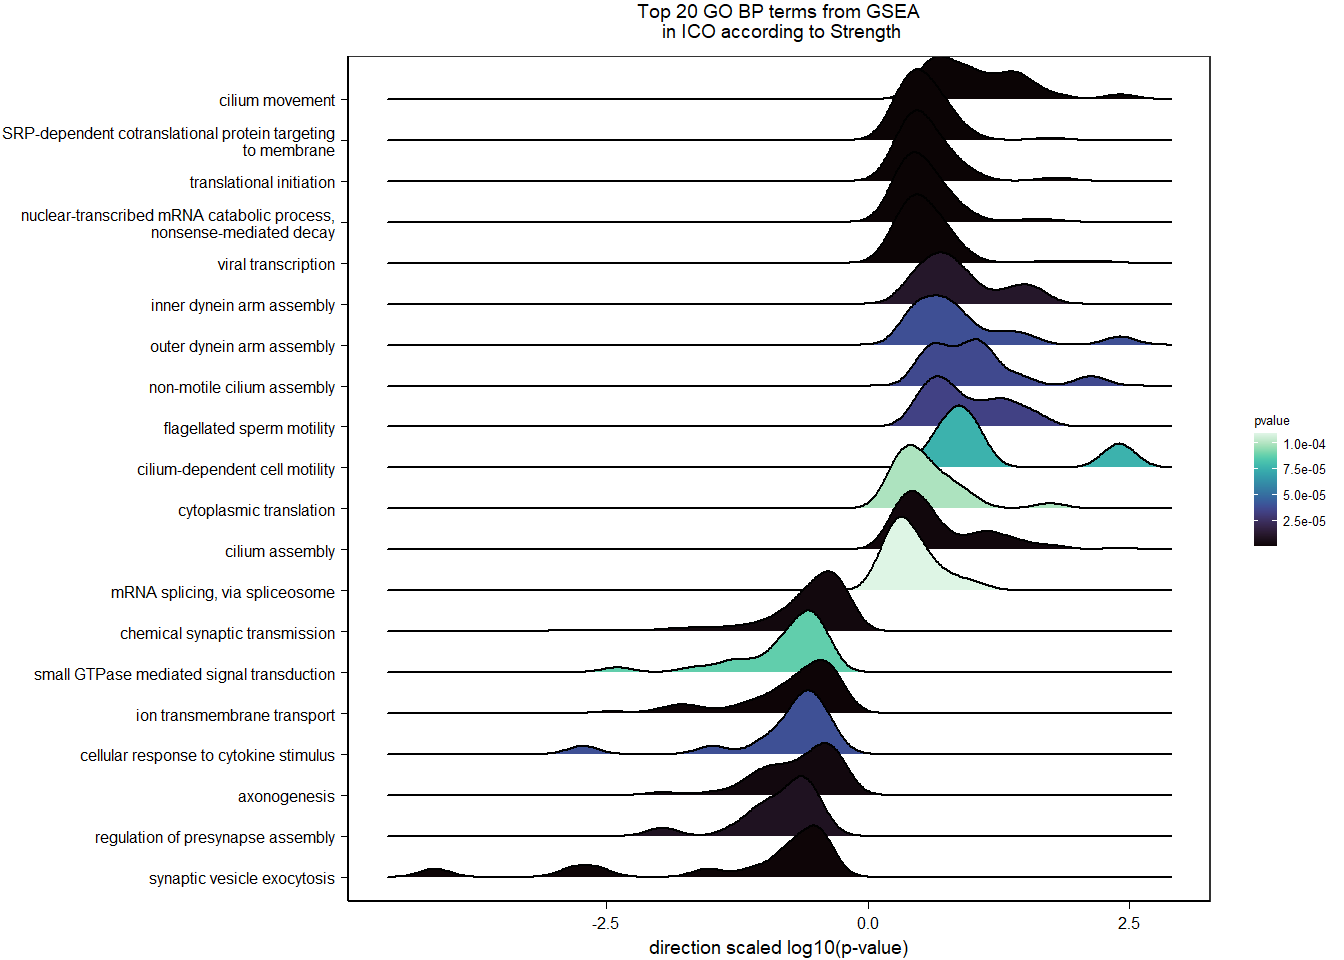 Top 20 GO BP terms from GSEA
in ICO according to Strength
cilium movement
SRP-dependent cotranslational protein targeting
to membrane
translational initiation
nuclear-transcribed mRNA catabolic process,
nonsense-mediated decay
viral transcription
inner dynein arm assembly
outer dynein arm assembly
non-motile cilium assembly
flagellated sperm motility
cilium-dependent cell motility
cytoplasmic translation
cilium assembly
mRNA splicing, via spliceosome
chemical synaptic transmission
small GTPase mediated signal transduction
ion transmembrane transport
cellular response to cytokine stimulus
axonogenesis
regulation of presynapse assembly
synaptic vesicle exocytosis
-2.5 0.0 2.5
direction scaled log10(p-value)
pvalue
1.0e-04
7.5e-05
5.0e-05
2.5e-05